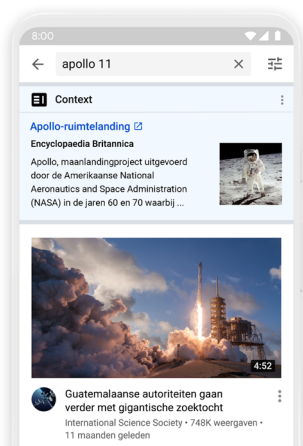 8:00
apollo 11
Context
Apollo-ruimtelanding
Encyclopaedia Britannica
Apollo, maanlandingproject uitgevoerd
door de Amerikaanse National
Aeronautics and Space Administration
(NASA) in de jaren 60 en 70 waarbij ...
4:52
Guatemalaanse autoriteiten gaan
verder met gigantische zoektocht
International Science Society • 748K weergaven •
11 maanden geleden